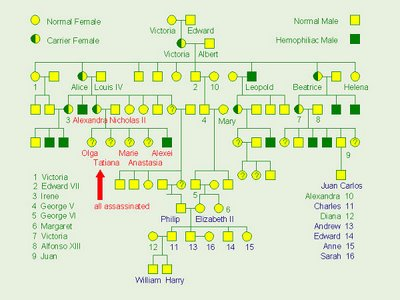 Normal Female
Carrier Female
Normal Male
Hemophiliac Male
Victoria Edward
Victoria Albert
1 Alice Louis IV 2 10 Leopold Beatrice Helena
3 Alexandra Nicholas II 4 Mary 7 8
? ? ? ?
Olga Marie Alexei
Tatiana Anastasia
? ? ?
9
? 5 ?
all assassinated
Juan Carlos
Philip Elizabeth II 6
12 11 13 16 14 15
William Harry
1 Victoria
2 Edward VII
3 Irene
4 George V
5 George VI
6 Margaret
7 Victoria
8 Alfonso XIII
9 Juan
Alexandra 10
Charles 11
Diana 12
Andrew 13
Edward 14
Anne 15
Sarah 16